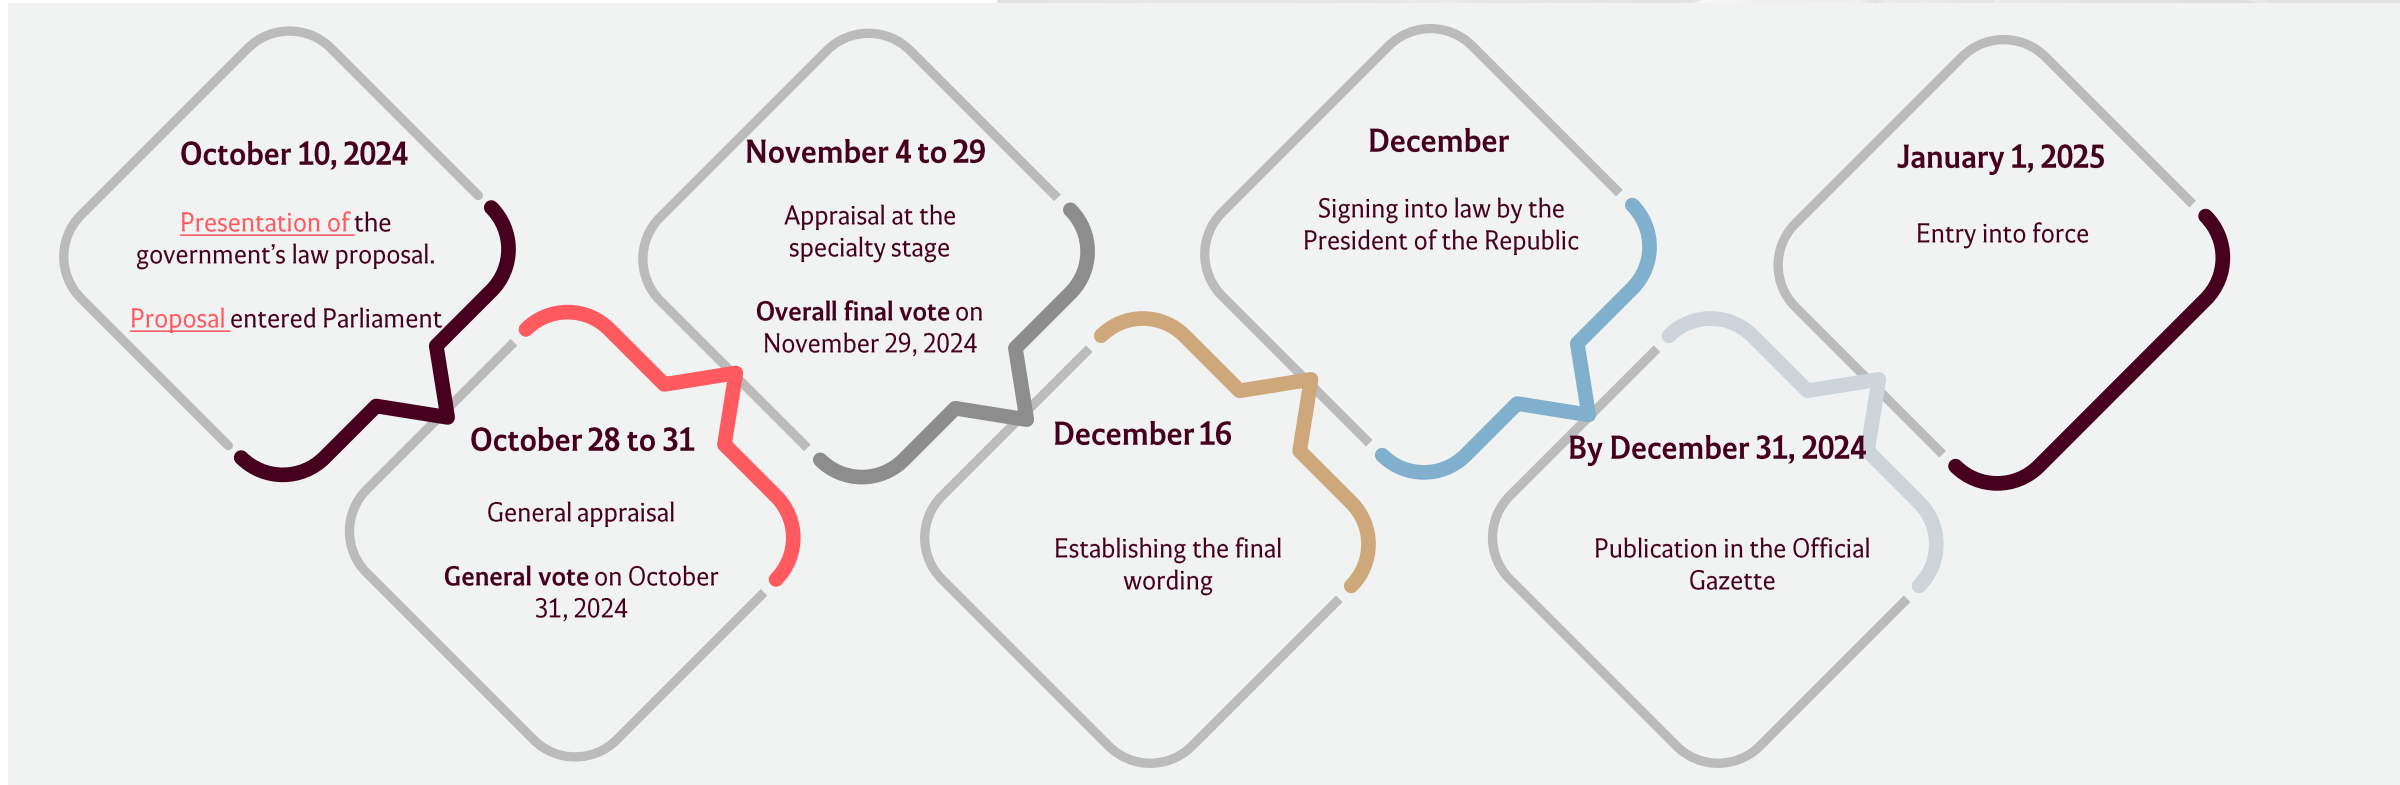 October 10, 2024
Presentation of the
government’s law proposal.
Proposal entered Parliament
October 28 to 31
General appraisal
General vote on October
31, 2024
November 4 to 29
Appraisal at the
specialty stage
Overall final vote on
November 29, 2024
December 16
Establishing the final
wording
December
Signing into law by the
President of the Republic
By December 31, 2024
Publication in the Official
Gazette
January 1, 2025
Entry into force